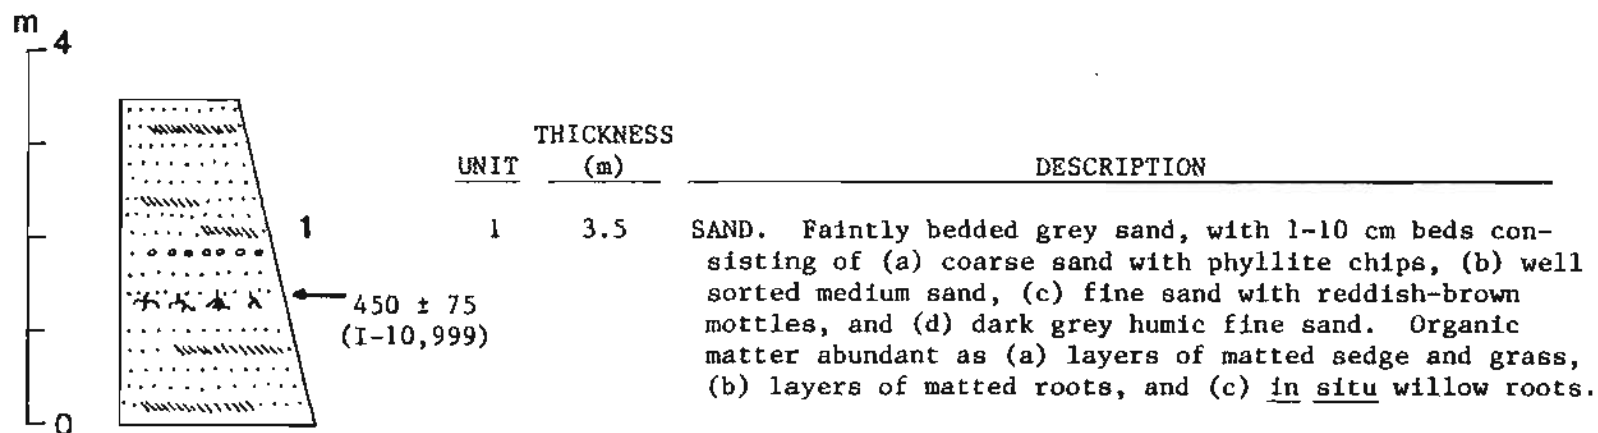 m
4
THICKNESS
UNIT (m) DESCRIPTION
1 1 3.5 SAND. Faintly bedded grey sand, with 1-10 cm beds con-
sisting of (a) coarse sand with phyllite chips, (b) well
sorted medium sand, (c) fine sand with reddish-brown
450 ± 75 mottles, and (d) dark grey humic fine sand. Organic
(I-10,999) matter abundant as (a) layers of matted sedge and grass,
(b) layers of matted roots, and (c) in situ willow roots.
0